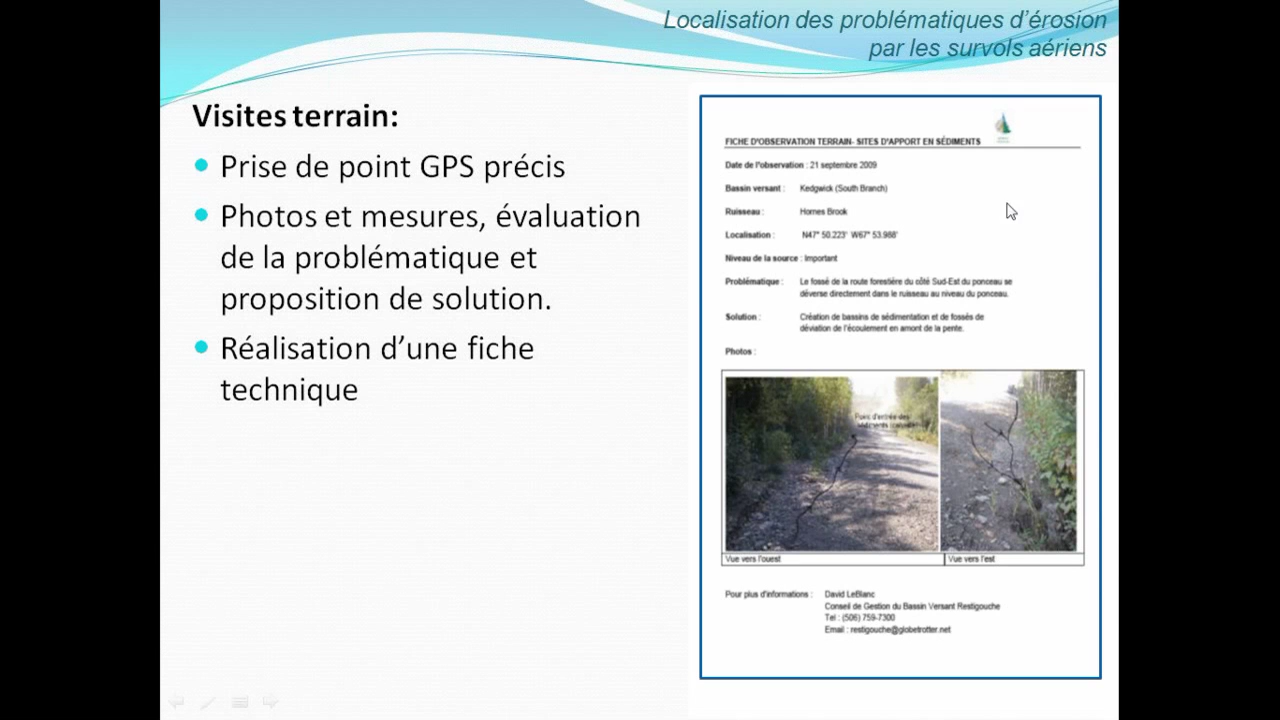 Localisation des problématiques d’érosion
par les survols aériens
Visites terrain:
Prise de point GPS précis
Photos et mesures, évaluation
de la problématique et
proposition de solution.
Réalisation d’une fiche
technique
FICHE D'OBSERVATION TERRAIN- SITES D'APPORT EN SÉDIMENTS
Date de l'observation : 21 septembre 2009
Bassin versant : Kedgwick (South Branch)
Ruisseau : Homes Brook
Localisation : N47° 50.223' W67° 53.988'
Niveau de la source : Important
Problématique : Le fossé de la route forestière du côté Sud-Est du ponceau se
déverse directement dans le ruisseau au niveau du ponceau.
Solution : Création de bassins de sédimentation et de fossés de
déviation de l'écoulement en amont de la pente.
Photos :
d'entrée des
sédiments
Vue vers l'ouest
Vue vers l'est
Pour plus d'informations : David LeBlanc
Conseil de Gestion du Bassin Versant Restigouche
Tel : (506) 759-7300
Email : restigouche@globetrotter.net